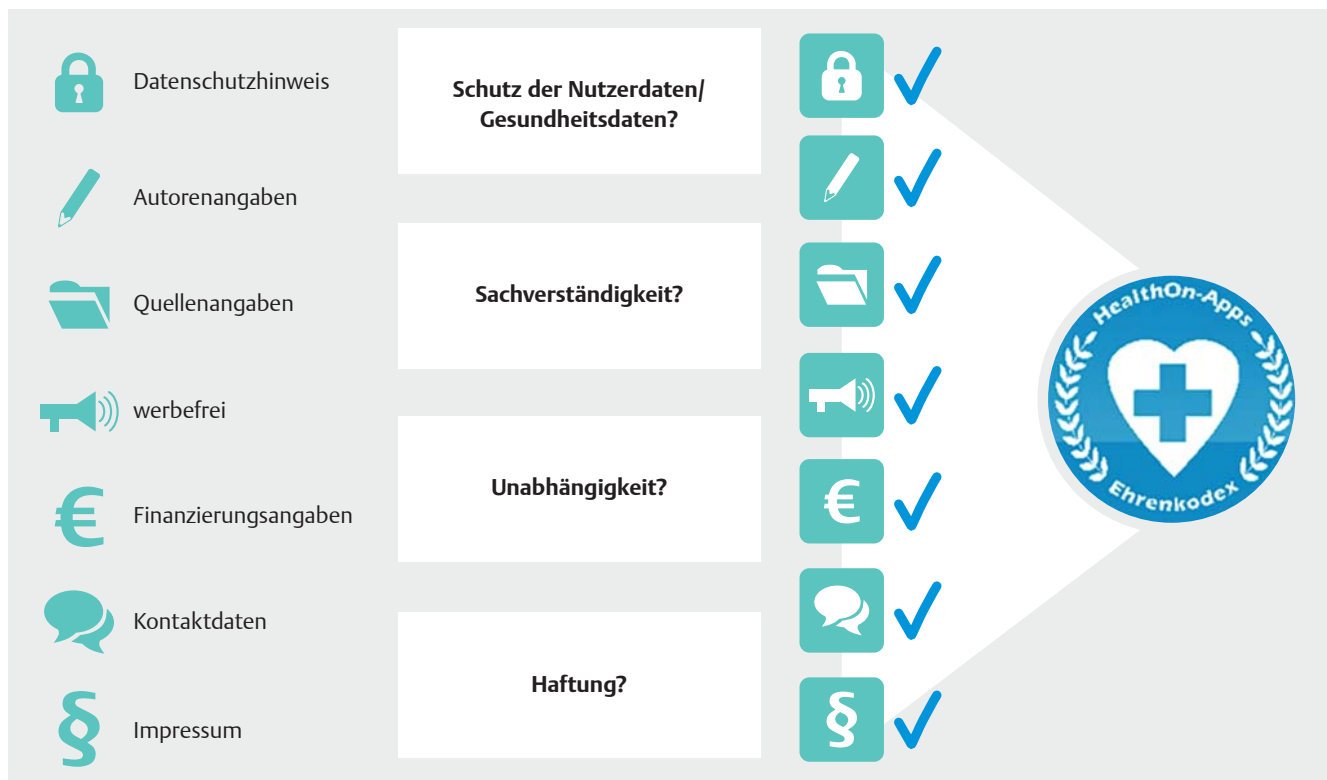 Datenschutzhinweis
Autorenangaben
Quellenangaben
werbefrei
€
Finanzierungsangaben
Kontaktdaten
§
Impressum
Schutz der Nutzerdaten/
Gesundheitsdaten?
Sachverständigkeit?
Unabhängigkeit?
Haftung?
€
§
HealthOn-Apps
Ehrenkodex